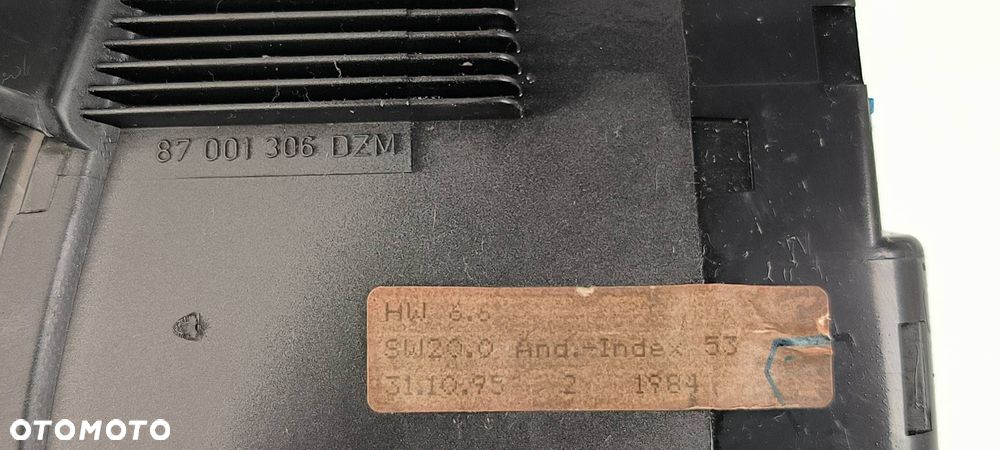 87 001 306 DZM
HW 6.6
SW20.0 And.-Index 53
31.10.95 2 1984
OTOMOTO